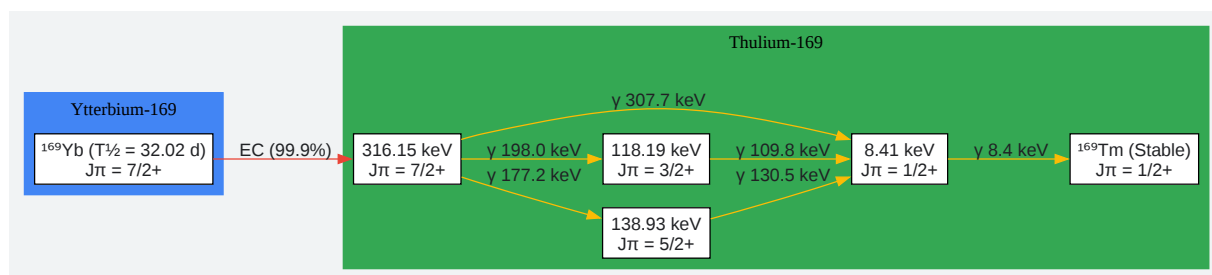 Thulium-169
Ytterbium-169
¹⁶⁹Yb (T½ = 32.02 d)
Jπ = 7/2+
EC (99.9%)
316.15 keV
Jπ = 7/2+
γ 307.7 keV
γ 198.0 keV
γ 177.2 keV
118.19 keV
Jπ = 3/2+
138.93 keV
Jπ = 5/2+
γ 109.8 keV
γ 130.5 keV
8.41 keV
Jπ = 1/2+
γ 8.4 keV
¹⁶⁹Tm (Stable)
Jπ = 1/2+